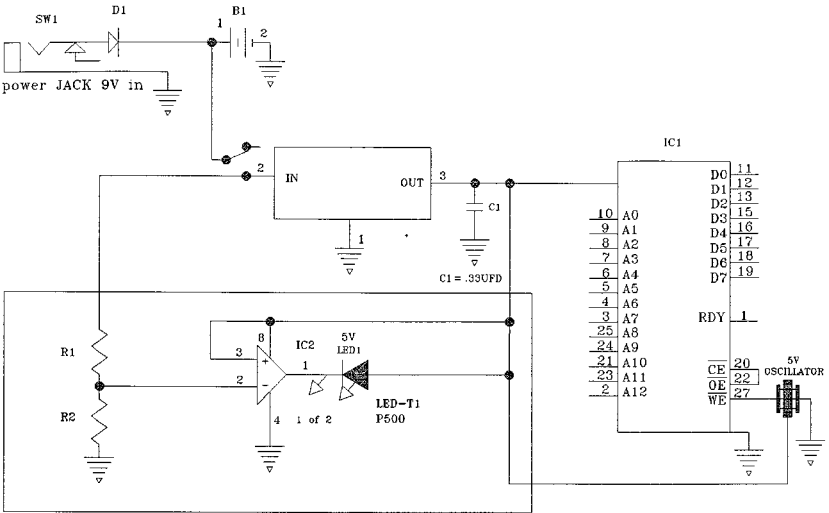 SW1
D1
B1
1
2
power JACK 9V in
2
IN
OUT
3
1
C1
C1 = .33UFD
IC1
10 A0
9 A1
8 A2
7 A3
6 A4
5 A5
4 A6
3 A7
25 A8
24 A9
21 A10
23 A11
2 A12
D0 11
D1 12
D2 13
D3 15
D4 16
D5 17
D6 18
D7 19
RDY 1
CE 20
OE 22
WE 27
5V
OSCILLATOR
R1
R2
8
3
+
2
-
1
4
IC2
1 of 2
5V
LED1
LED-T1
P500